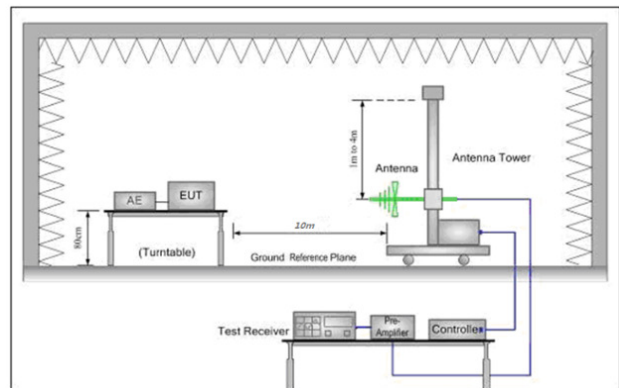 1m to 4m
Antenna
Antenna Tower
AE
EUT
80cm
(Turntable)
10m
Ground Reference Plane
Test Receiver
Pre-
Amplifier
Controller